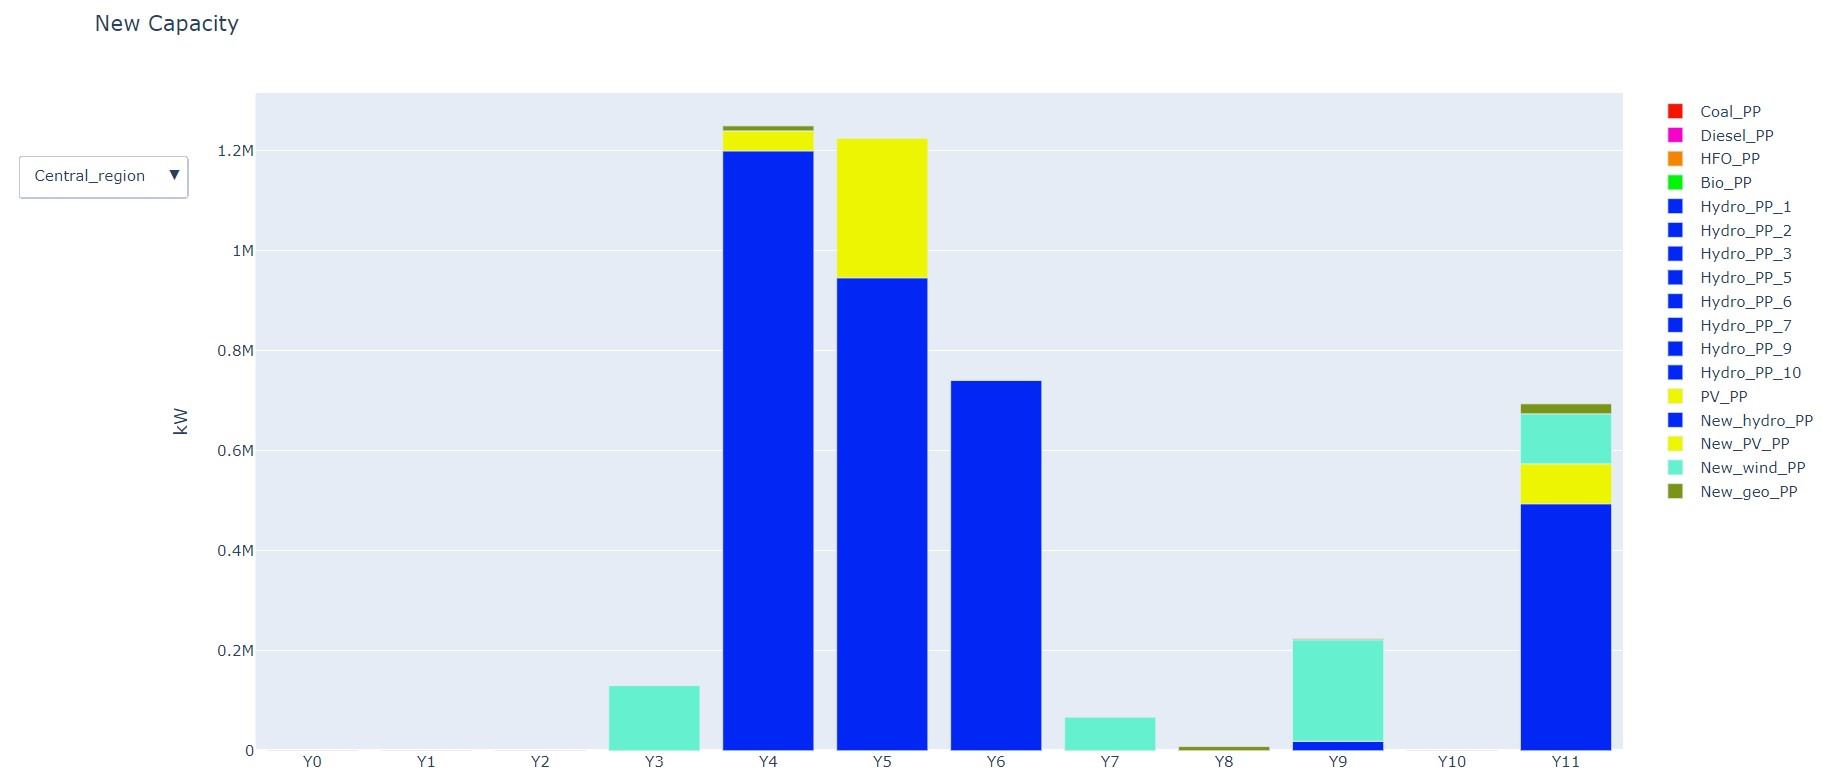 New Capacity
Central_region
kW
1.2M
1M
0.8M
0.6M
0.4M
0.2M
0
Y0 Y1 Y2 Y3 Y4 Y5 Y6 Y7 Y8 Y9 Y10 Y11
Coal_PP
Diesel_PP
HFO_PP
Bio_PP
Hydro_PP_1
Hydro_PP_2
Hydro_PP_3
Hydro_PP_5
Hydro_PP_6
Hydro_PP_7
Hydro_PP_9
Hydro_PP_10
PV_PP
New_hydro_PP
New_PV_PP
New_wind_PP
New_geo_PP